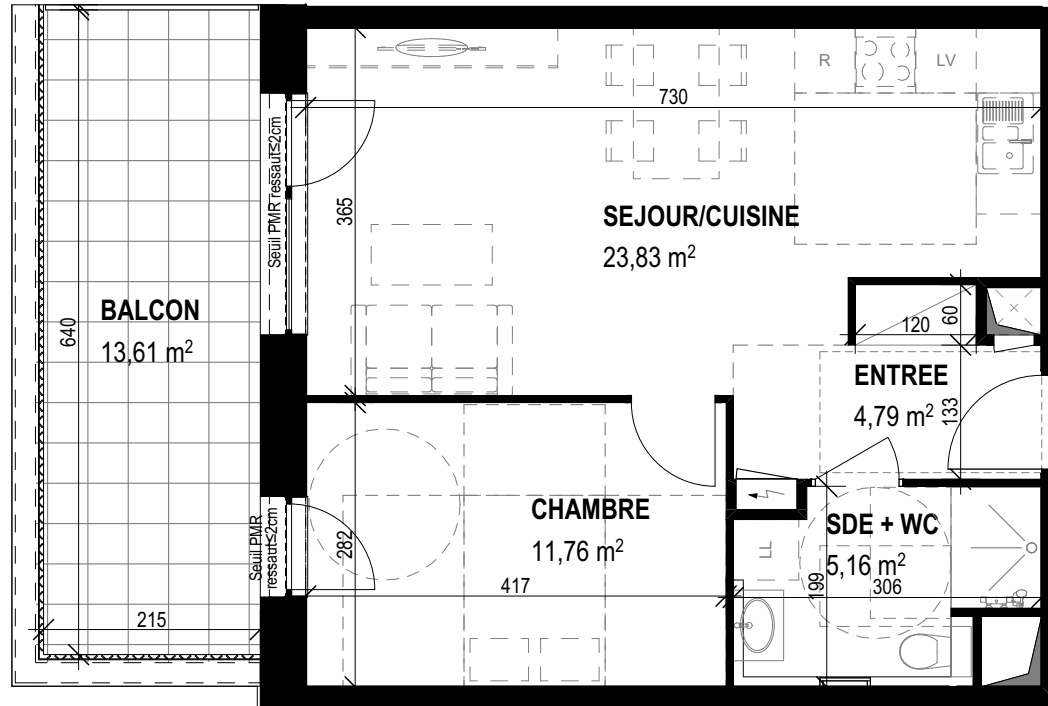 R
LV
730
Seuil PMR ressaut≤2cm
365
SEJOUR/CUISINE
23,83 m²
BALCON
13,61 m²
640
120
60
ENTREE
4,79 m²
133
CHAMBRE
11,76 m²
282
417
Seuil PMR
ressaut≤2cm
SDE + WC
5,16 m²
LL
199
306
215